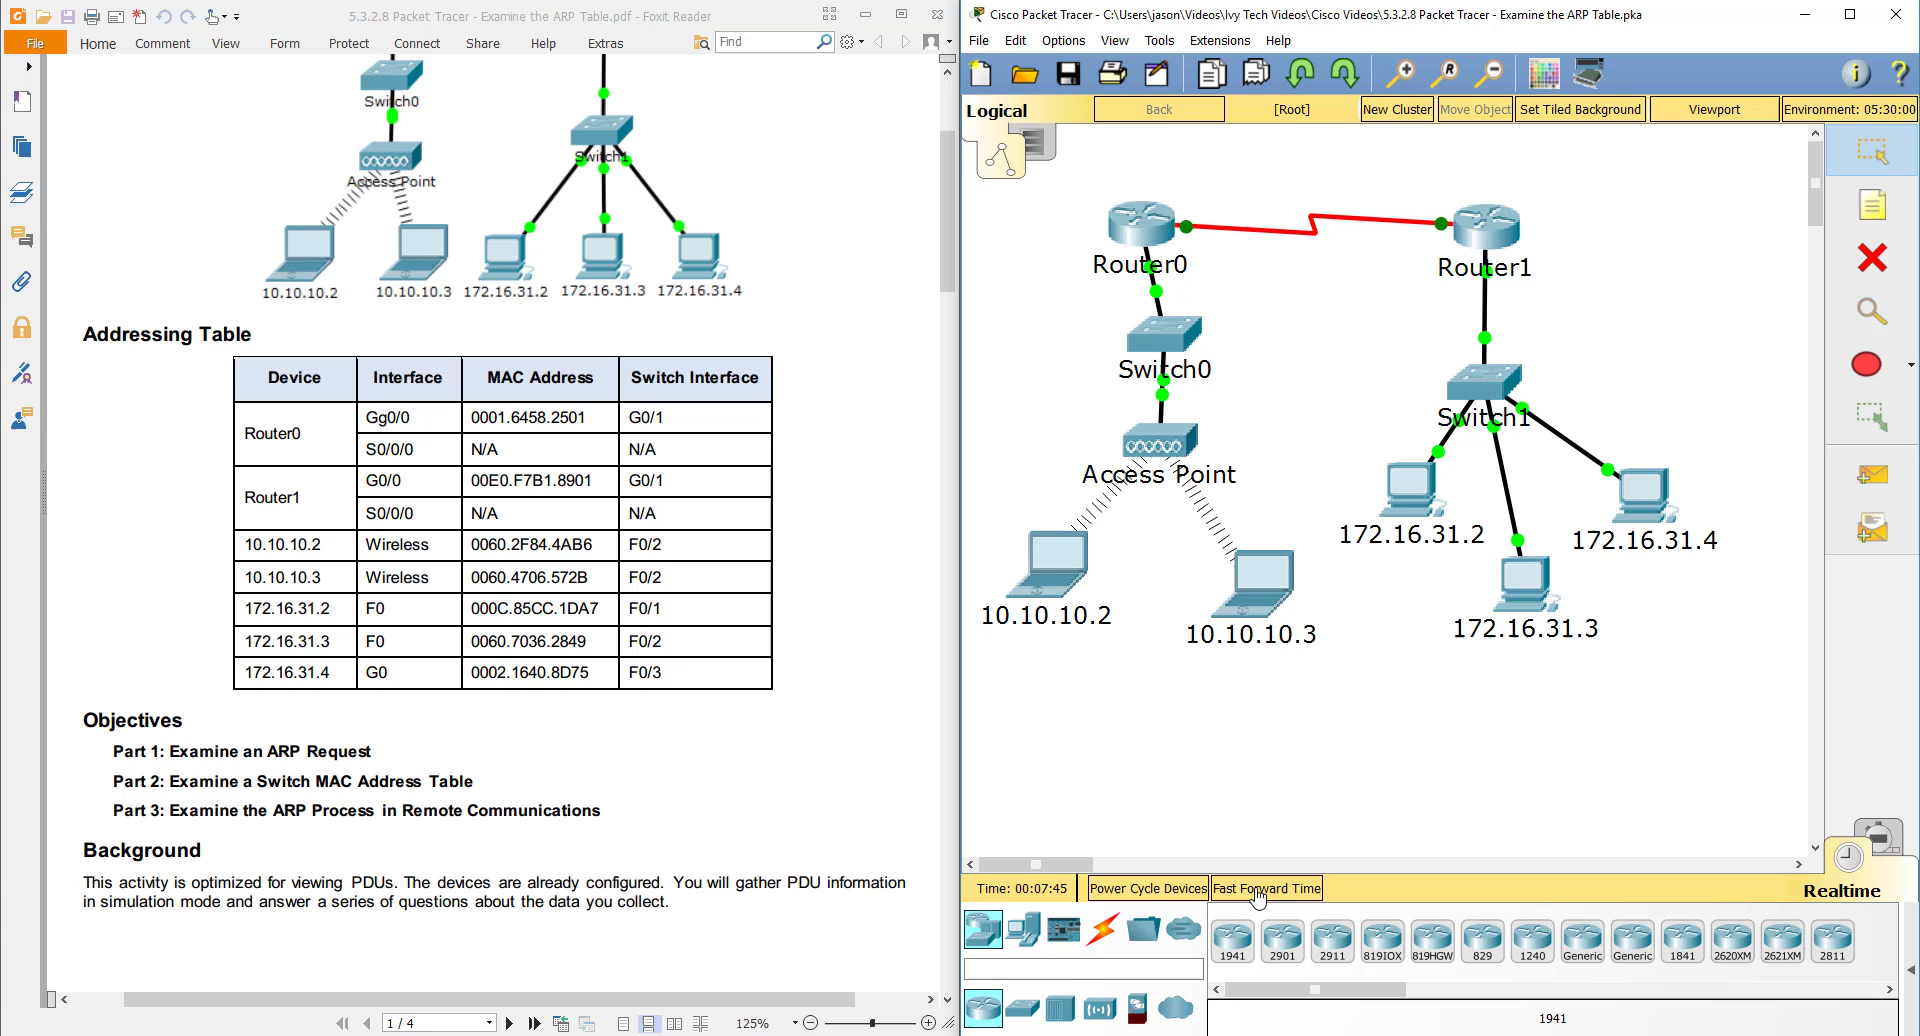 5.3.2.8 Packet Tracer - Examine the ARP Table.pdf - Foxit Reader
File Home Comment View Form Protect Connect Share Help Extras Find
Switch0
Access Point
Switch1
10.10.10.2 10.10.10.3 172.16.31.2 172.16.31.3 172.16.31.4
Addressing Table
Device Interface MAC Address Switch Interface
Router0 Gg0/0 0001.6458.2501 G0/1
S0/0/0 N/A N/A
Router1 G0/0 00E0.F7B1.8901 G0/1
S0/0/0 N/A N/A
10.10.10.2 Wireless 0060.2F84.4AB6 F0/2
10.10.10.3 Wireless 0060.4706.572B F0/2
172.16.31.2 F0 000C.85CC.1DA7 F0/1
172.16.31.3 F0 0060.7036.2849 F0/2
172.16.31.4 G0 0002.1640.8D75 F0/3
Objectives
Part 1: Examine an ARP Request
Part 2: Examine a Switch MAC Address Table
Part 3: Examine the ARP Process in Remote Communications
Background
This activity is optimized for viewing PDUs. The devices are already configured. You will gather PDU information
in simulation mode and answer a series of questions about the data you collect.
1 / 4 125%
Cisco Packet Tracer - C:\Users\jason\Videos\Ivy Tech Videos\Cisco Videos\5.3.2.8 Packet Tracer - Examine the ARP Table.pka
File Edit Options View Tools Extensions Help
Logical Back [Root] New Cluster Move Object Set Tiled Background Viewport Environment: 05:30:00
Router0
Router1
Switch0
Switch1
Access Point
172.16.31.2
172.16.31.4
10.10.10.2
10.10.10.3
172.16.31.3
Time: 00:07:45 Power Cycle Devices Fast Forward Time Realtime
1941 2901 2911 819IOX 819HGW 829 1240 Generic Generic 1841 2620XM 2621XM 2811
1941